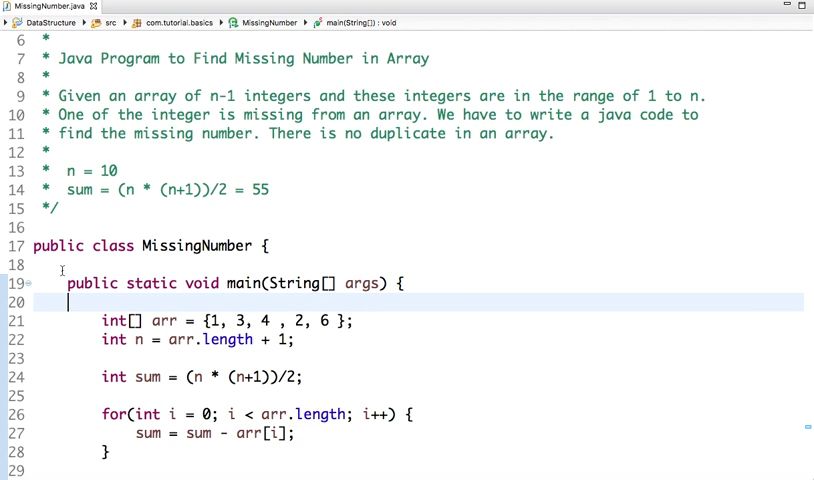 MissingNumber.java
DataStructure src com.tutorial.basics MissingNumber main(String[]) : void
6 *
7 * Java Program to Find Missing Number in Array
8 *
9 * Given an array of n-1 integers and these integers are in the range of 1 to n.
10 * One of the integer is missing from an array. We have to write a java code to
11 * find the missing number. There is no duplicate in an array.
12 *
13 * n = 10
14 * sum = (n * (n+1))/2 = 55
15 */
16
17 public class MissingNumber {
18
19 public static void main(String[] args) {
20
21 int[] arr = {1, 3, 4 , 2, 6 };
22 int n = arr.length + 1;
23
24 int sum = (n * (n+1))/2;
25
26 for(int i = 0; i < arr.length; i++) {
27 sum = sum - arr[i];
28 }
29